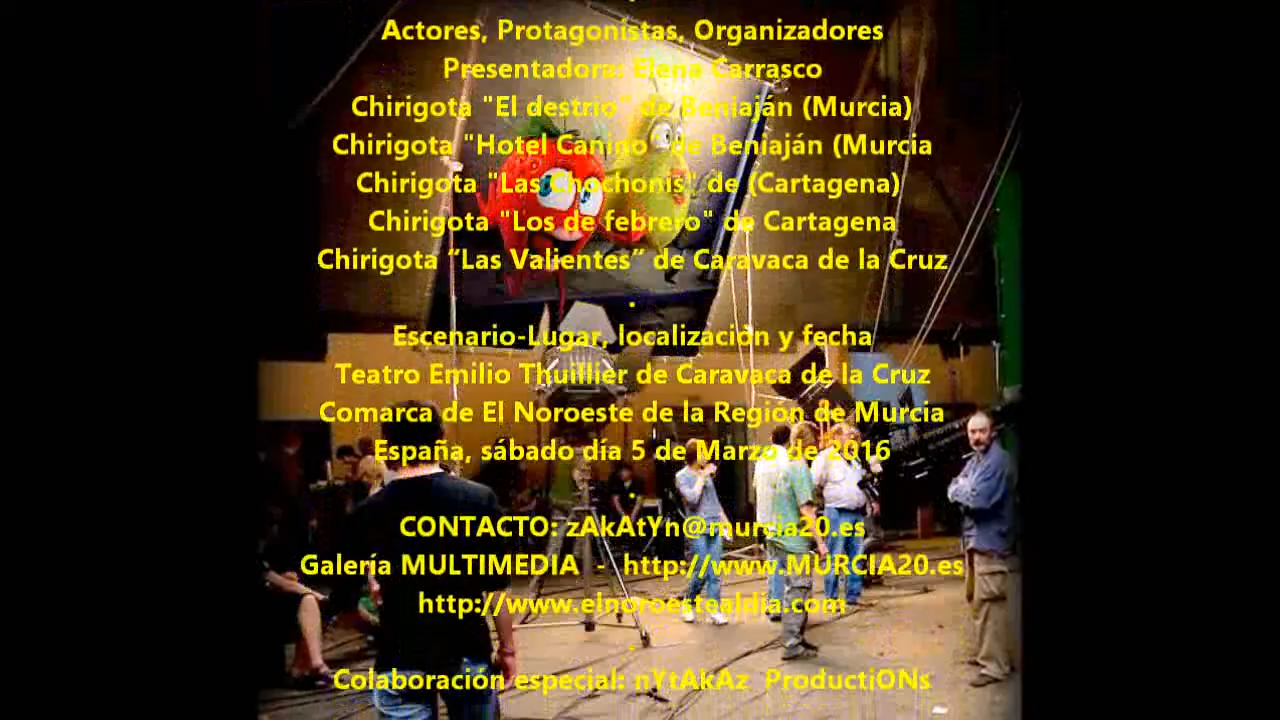 Actores, Protagonistas, Organizadores
Presentadora: Elena Carrasco
Chirigota "El destrio" de Beniaján (Murcia)
Chirigota "Hotel Canino" de Beniaján (Murcia
Chirigota "Las Chochonis" de (Cartagena)
Chirigota "Los de febrero" de Cartagena
Chirigota “Las Valientes” de Caravaca de la Cruz
.
Escenario-Lugar, localización y fecha
Teatro Emilio Thuillier de Caravaca de la Cruz
Comarca de El Noroeste de la Región de Murcia
España, sábado día 5 de Marzo de 2016
.
CONTACTO: zAkAtYn@murcia20.es
Galería MULTIMEDIA - http://www.MURCIA20.es
http://www.elnoroestealdia.com
.
Colaboración especial: nYtAkAz ProductiONs